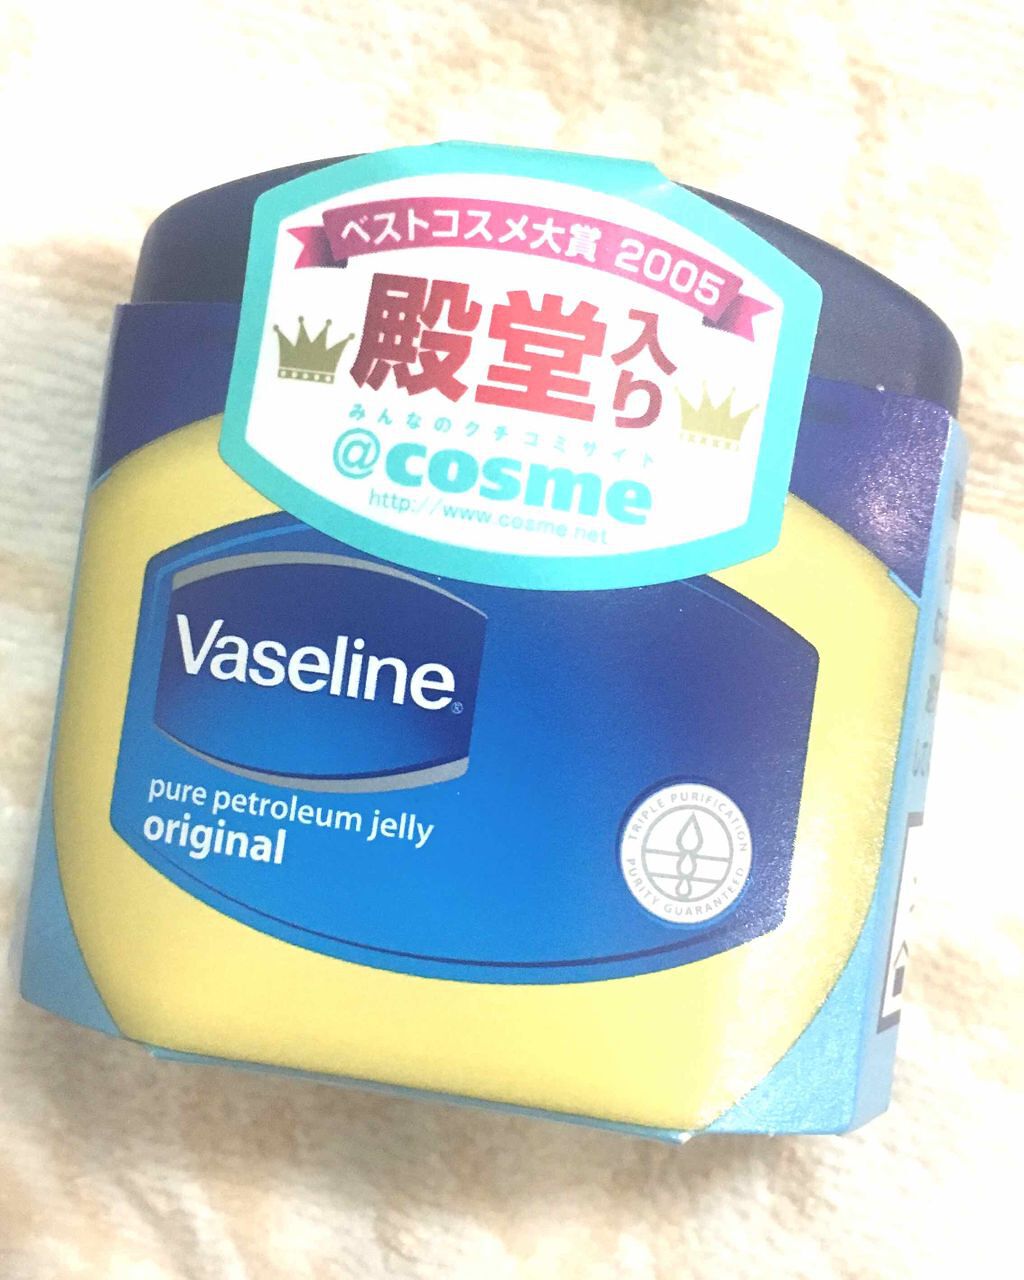 ベストコスメ大賞 2005
殿堂入り
みんなのクチコミサイト
@cosme
http://www.cosme.net
Vaseline®
pure petroleum jelly
original
TRIPLE PURIFICATION
PURITY GUARANTEED